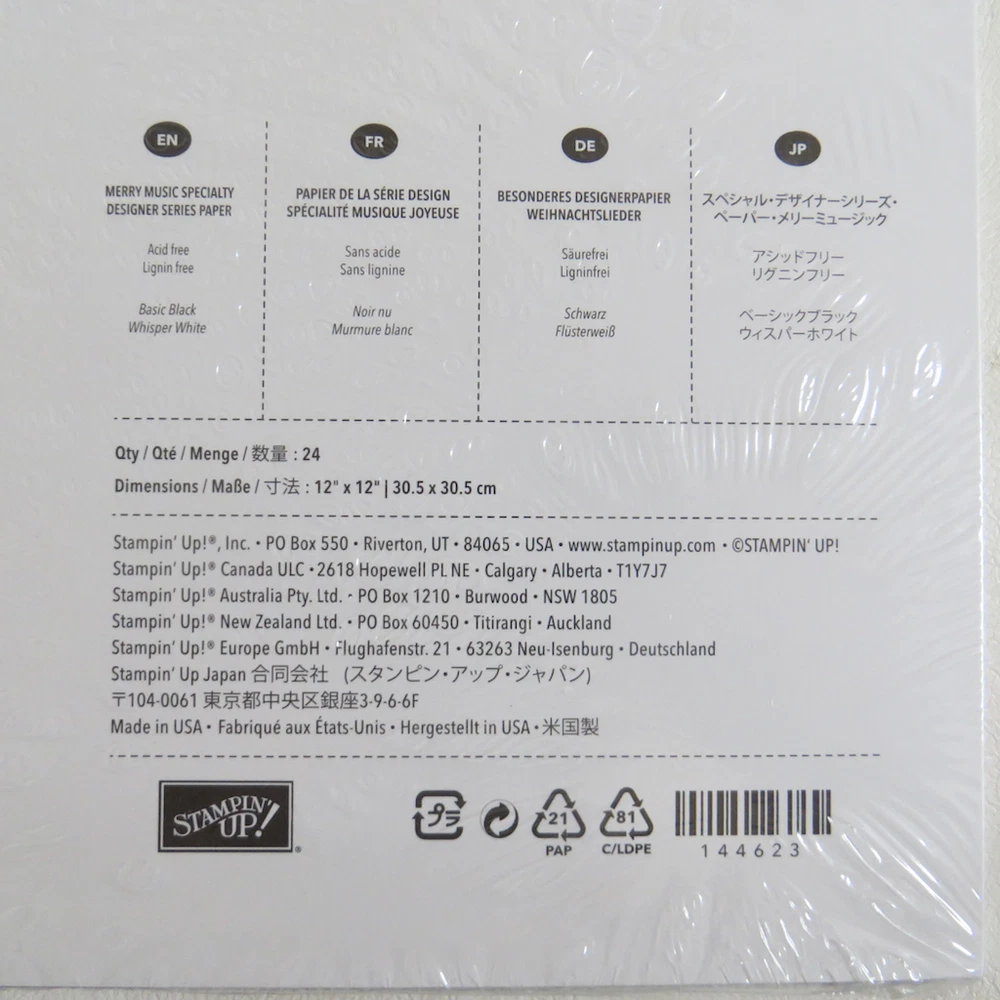 EN
MERRY MUSIC SPECIALTY
DESIGNER SERIES PAPER
Acid free
Lignin free
Basic Black
Whisper White
FR
PAPIER DE LA SÉRIE DESIGN
SPÉCIALITÉ MUSIQUE JOYEUSE
Sans acide
Sans lignine
Noir nu
Murmure blanc
DE
BESONDERES DESIGNERPAPIER
WEIHNACHTSLIEDER
Säurefrei
Ligninfrei
Schwarz
Flüsterweiß
JP
スペシャル・デザイナーシリーズ・
ペーパー・メリーミュージック
アシッドフリー
リグニンフリー
ベーシックブラック
ウィスパーホワイト
Qty / Qté / Menge / 数量 : 24
Dimensions / Maße / 寸法 : 12" x 12" | 30.5 x 30.5 cm
Stampin' Up!®, Inc. • PO Box 550 • Riverton, UT • 84065 • USA • www.stampinup.com • ©STAMPIN' UP!
Stampin' Up!® Canada ULC • 2618 Hopewell Pl. NE • Calgary • Alberta • T1Y7J7
Stampin' Up!® Australia Pty. Ltd. • PO Box 1210 • Burwood • NSW 1805
Stampin' Up!® New Zealand Ltd. • PO Box 60450 • Titirangi • Auckland
Stampin' Up!® Europe GmbH • Flughafenstr. 21 • 63263 Neu-Isenburg • Deutschland
Stampin' Up Japan 合同会社 (スタンピン・アップ・ジャパン)
〒104-0061 東京都中央区銀座3-9-6-6F
Made in USA • Fabriqué aux États-Unis • Hergestellt in USA • 米国製
STAMPIN' UP!®
プラ
21
PAP
81
C/LDPE
144623